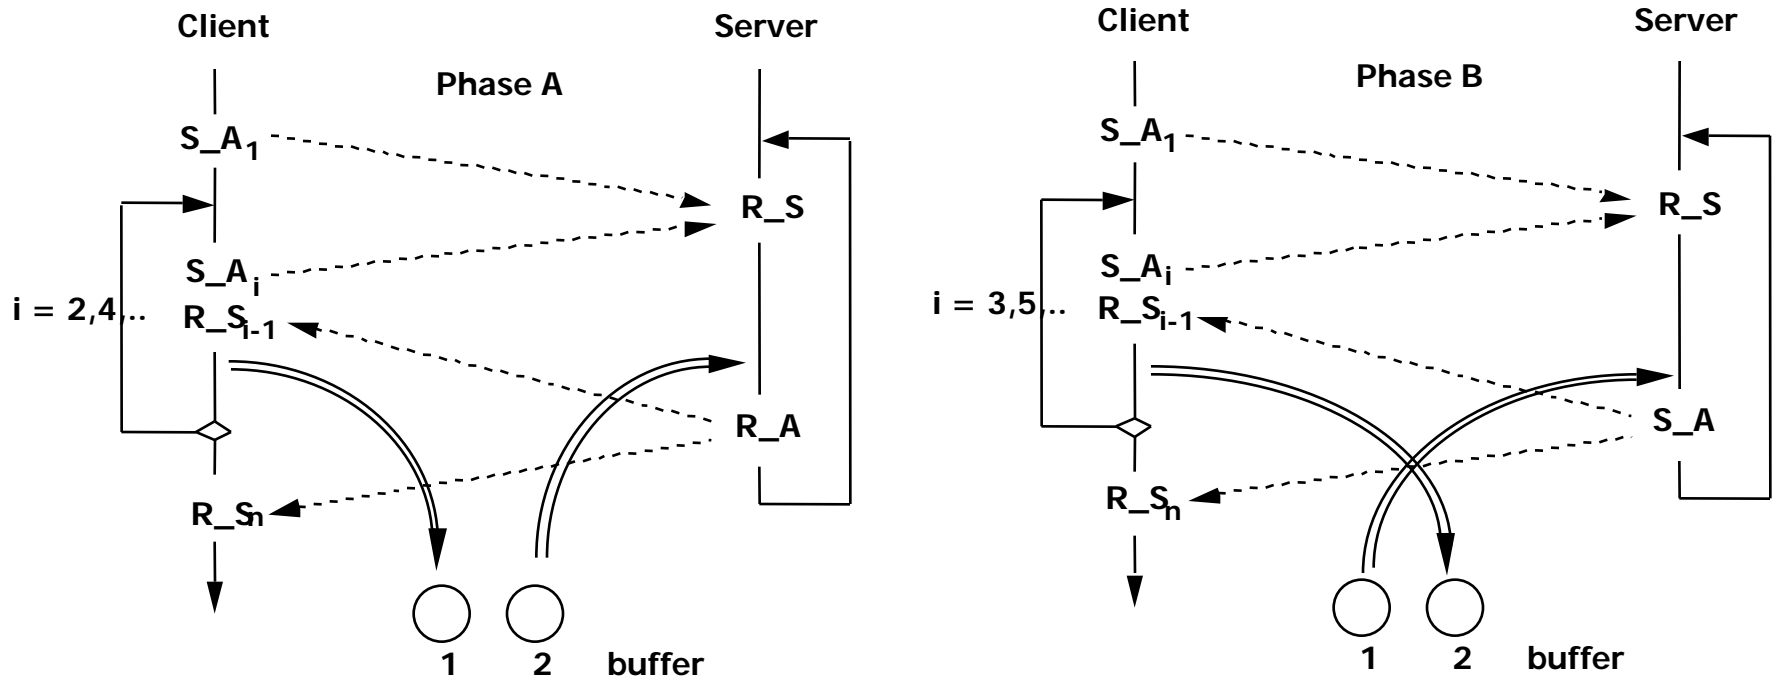 Client Server
Phase A
S_A1
R_S
S_Ai
i = 2,4,..
R_Si-1
R_A
R_Sn
1 2 buffer
Client Server
Phase B
S_A1
R_S
S_Ai
i = 3,5,..
R_Si-1
S_A
R_Sn
1 2 buffer